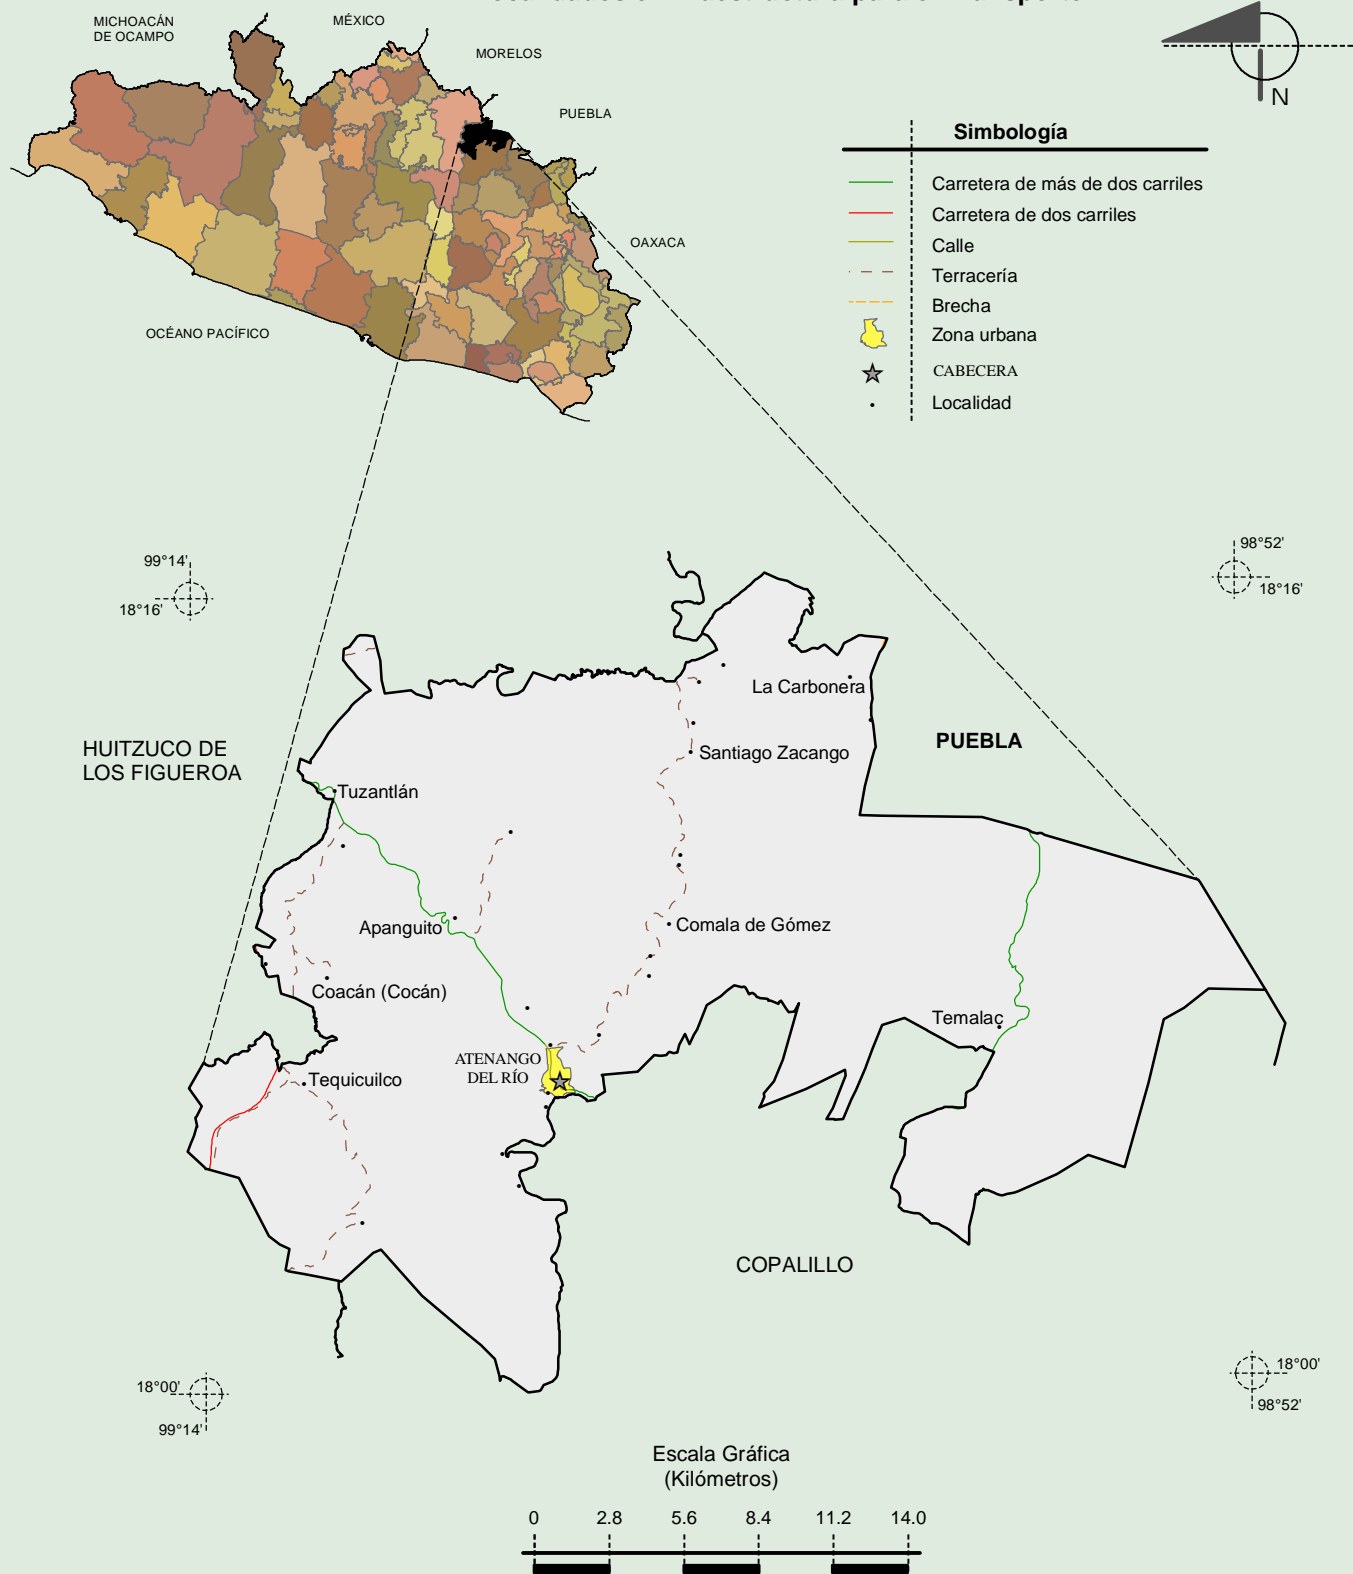 MICHOACÁN
DE OCAMPO
MÉXICO
MORELOS
PUEBLA
OAXACA
OCÉANO PACÍFICO
N
Simbología
Carretera de más de dos carriles
Carretera de dos carriles
Calle
Terracería
Brecha
Zona urbana
CABECERA
Localidad
99°14'
18°16'
98°52'
18°16'
HUITZUCO DE
LOS FIGUEROA
PUEBLA
La Carbonera
Santiago Zacango
Tuzantlán
Apanguito
Comala de Gómez
Coacán (Cocán)
Temalac
ATENANGO
DEL RÍO
Tequicuilco
COPALILLO
18°00'
99°14'
18°00'
98°52'
Escala Gráfica
(Kilómetros)
0 2.8 5.6 8.4 11.2 14.0